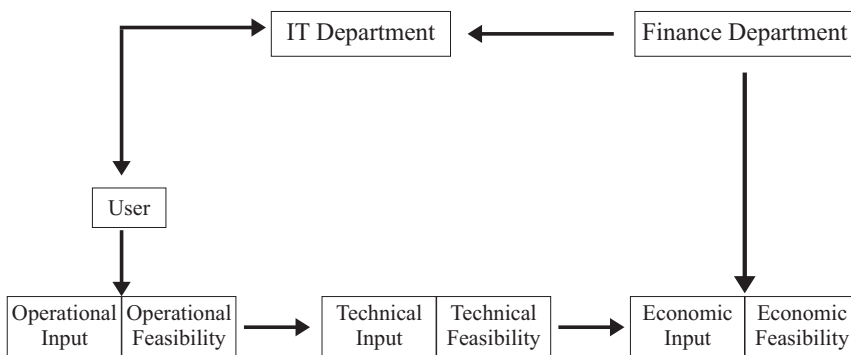 IT Department
Finance Department
User
Operational Input
Operational Feasibility
Technical Input
Technical Feasibility
Economic Input
Economic Feasibility